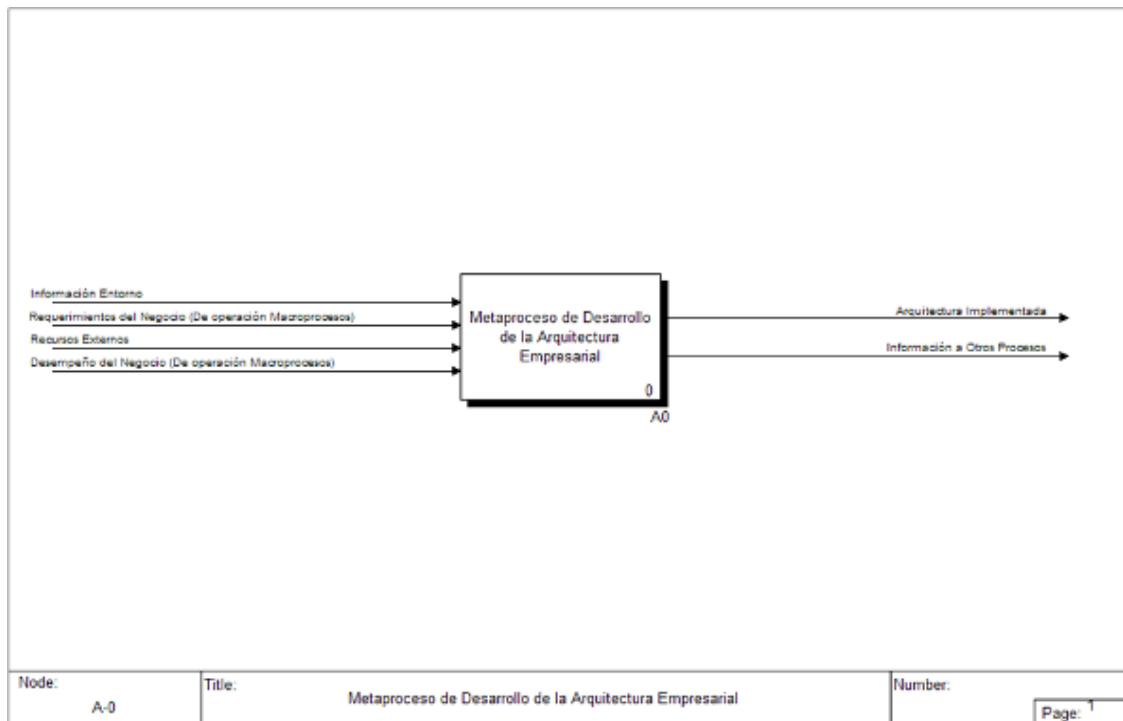 Información Entorno
Requerimientos del Negocio (De operación Macroprocesos)
Recursos Externos
Desempeño del Negocio (De operación Macroprocesos)
Metaproceso de Desarrollo
de la Arquitectura
Empresarial
0
A0
Arquitectura Implementada
Información a Otros Procesos
Node:
A-0
Title:
Metaproceso de Desarrollo de la Arquitectura Empresarial
Number:
Page: 1